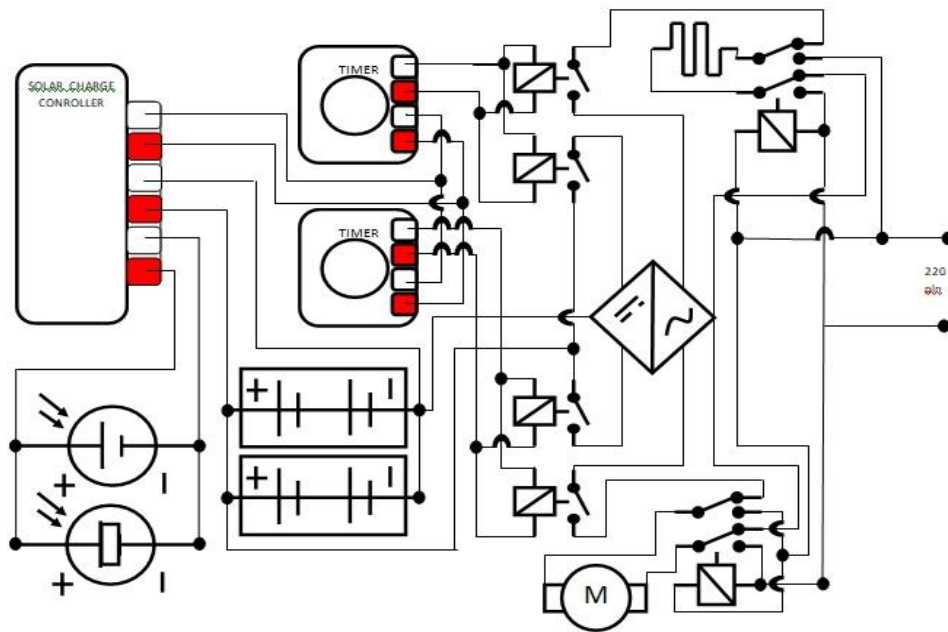 SOLAR CHARGE
CONROLLER
TIMER
TIMER
+
+
+
+
M
220